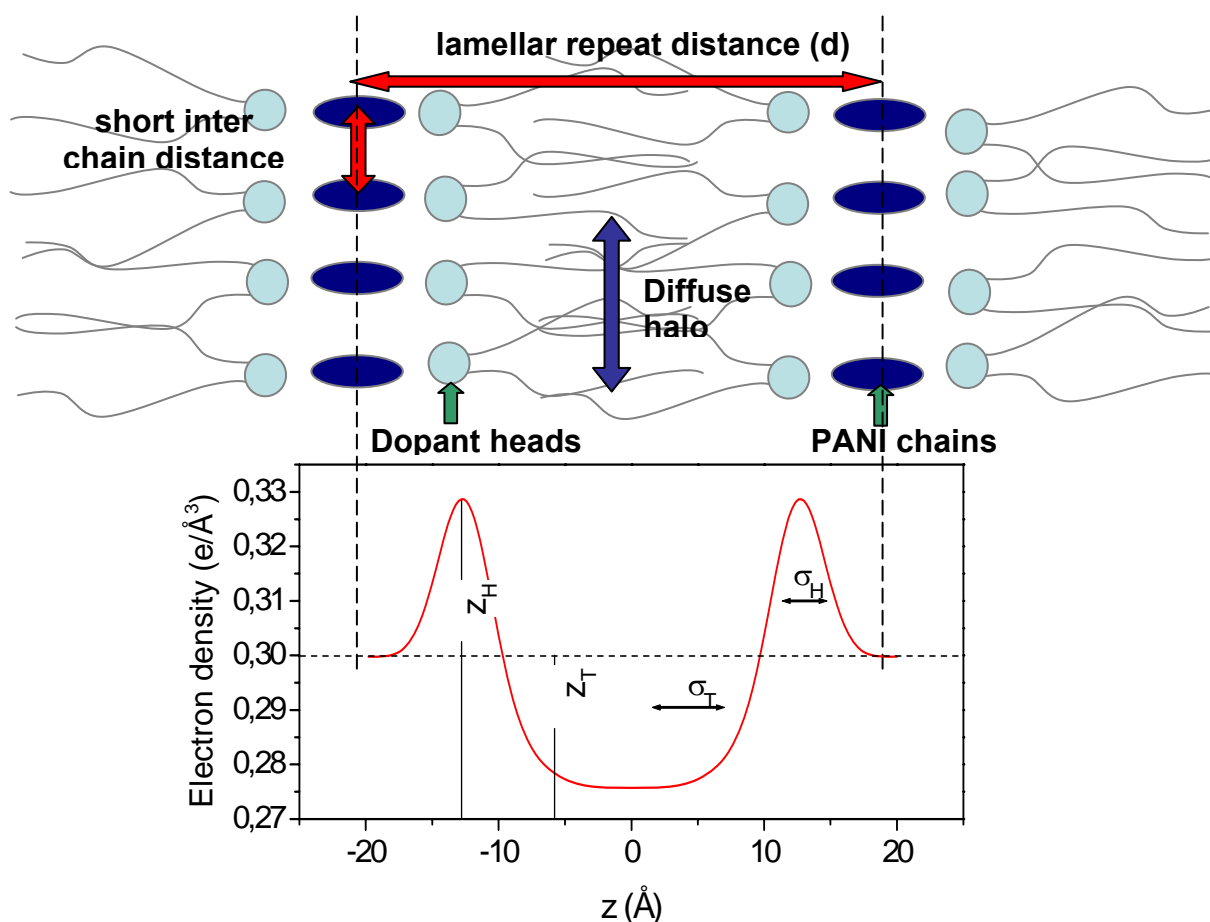 lamellar repeat distance (d)
short inter
chain distance
Diffuse
halo
Dopant heads
PANI chains
Electron density (e/Å³)
0,33
0,32
0,31
0,30
0,29
0,28
0,27
z_H
z_T
σ_H
σ_T
-20
-10
0
10
20
z (Å)